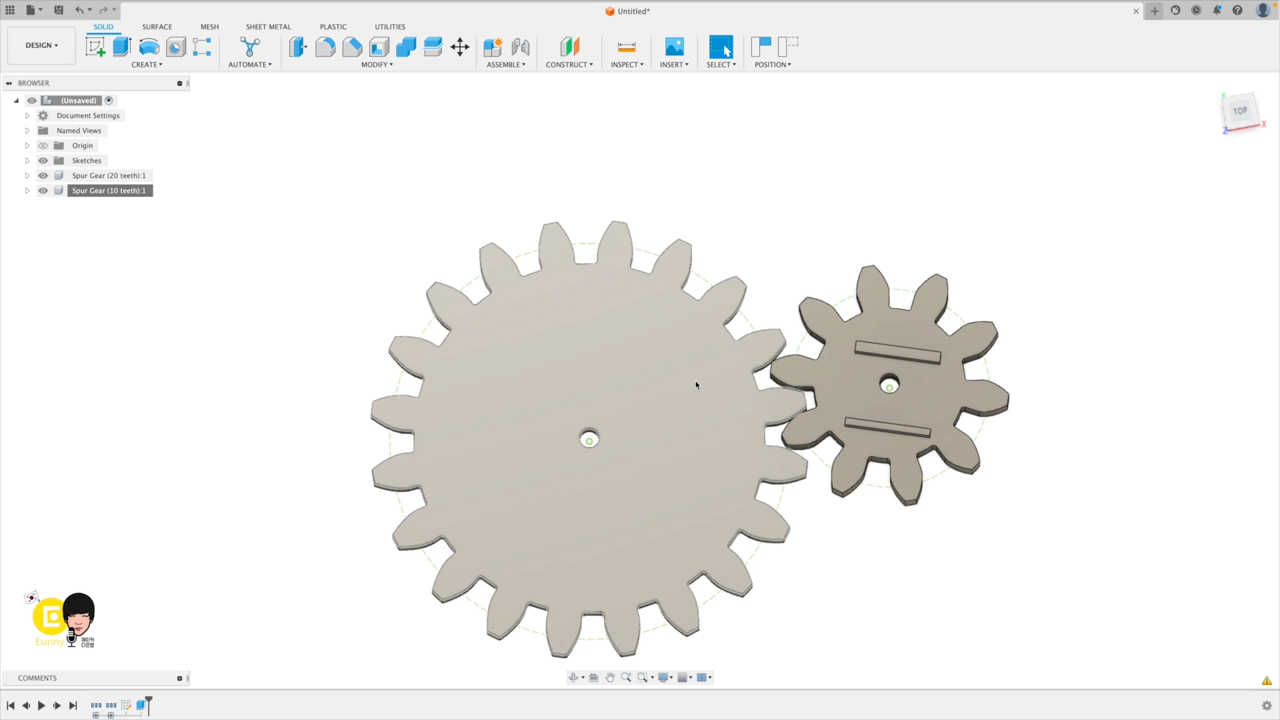 Untitled*
SOLID SURFACE MESH SHEET METAL PLASTIC UTILITIES
DESIGN
CREATE AUTOMATE MODIFY ASSEMBLE CONSTRUCT INSPECT INSERT SELECT POSITION
BROWSER
(Unsaved)
Document Settings
Named Views
Origin
Sketches
Spur Gear (20 teeth):1
Spur Gear (10 teeth):1
TOP
X
Z
Eunny
COMMENTS